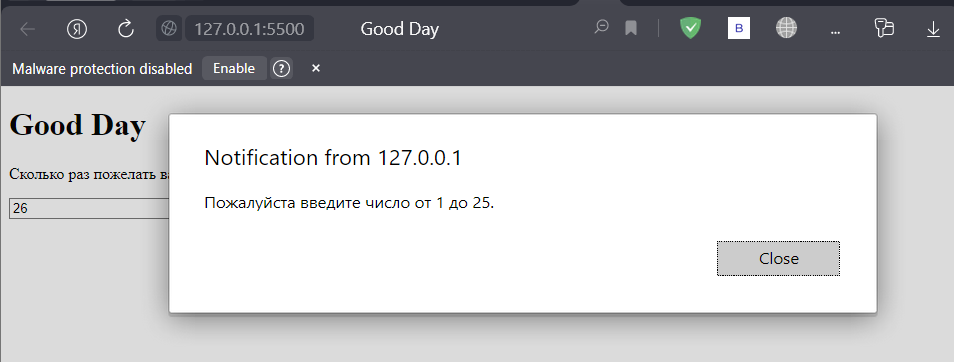 127.0.0.1:5500 Good Day B ...
Malware protection disabled Enable ? ×
Good Day
Notification from 127.0.0.1
Сколько раз пожелать
Пожалуйста введите число от 1 до 25.
26
Close